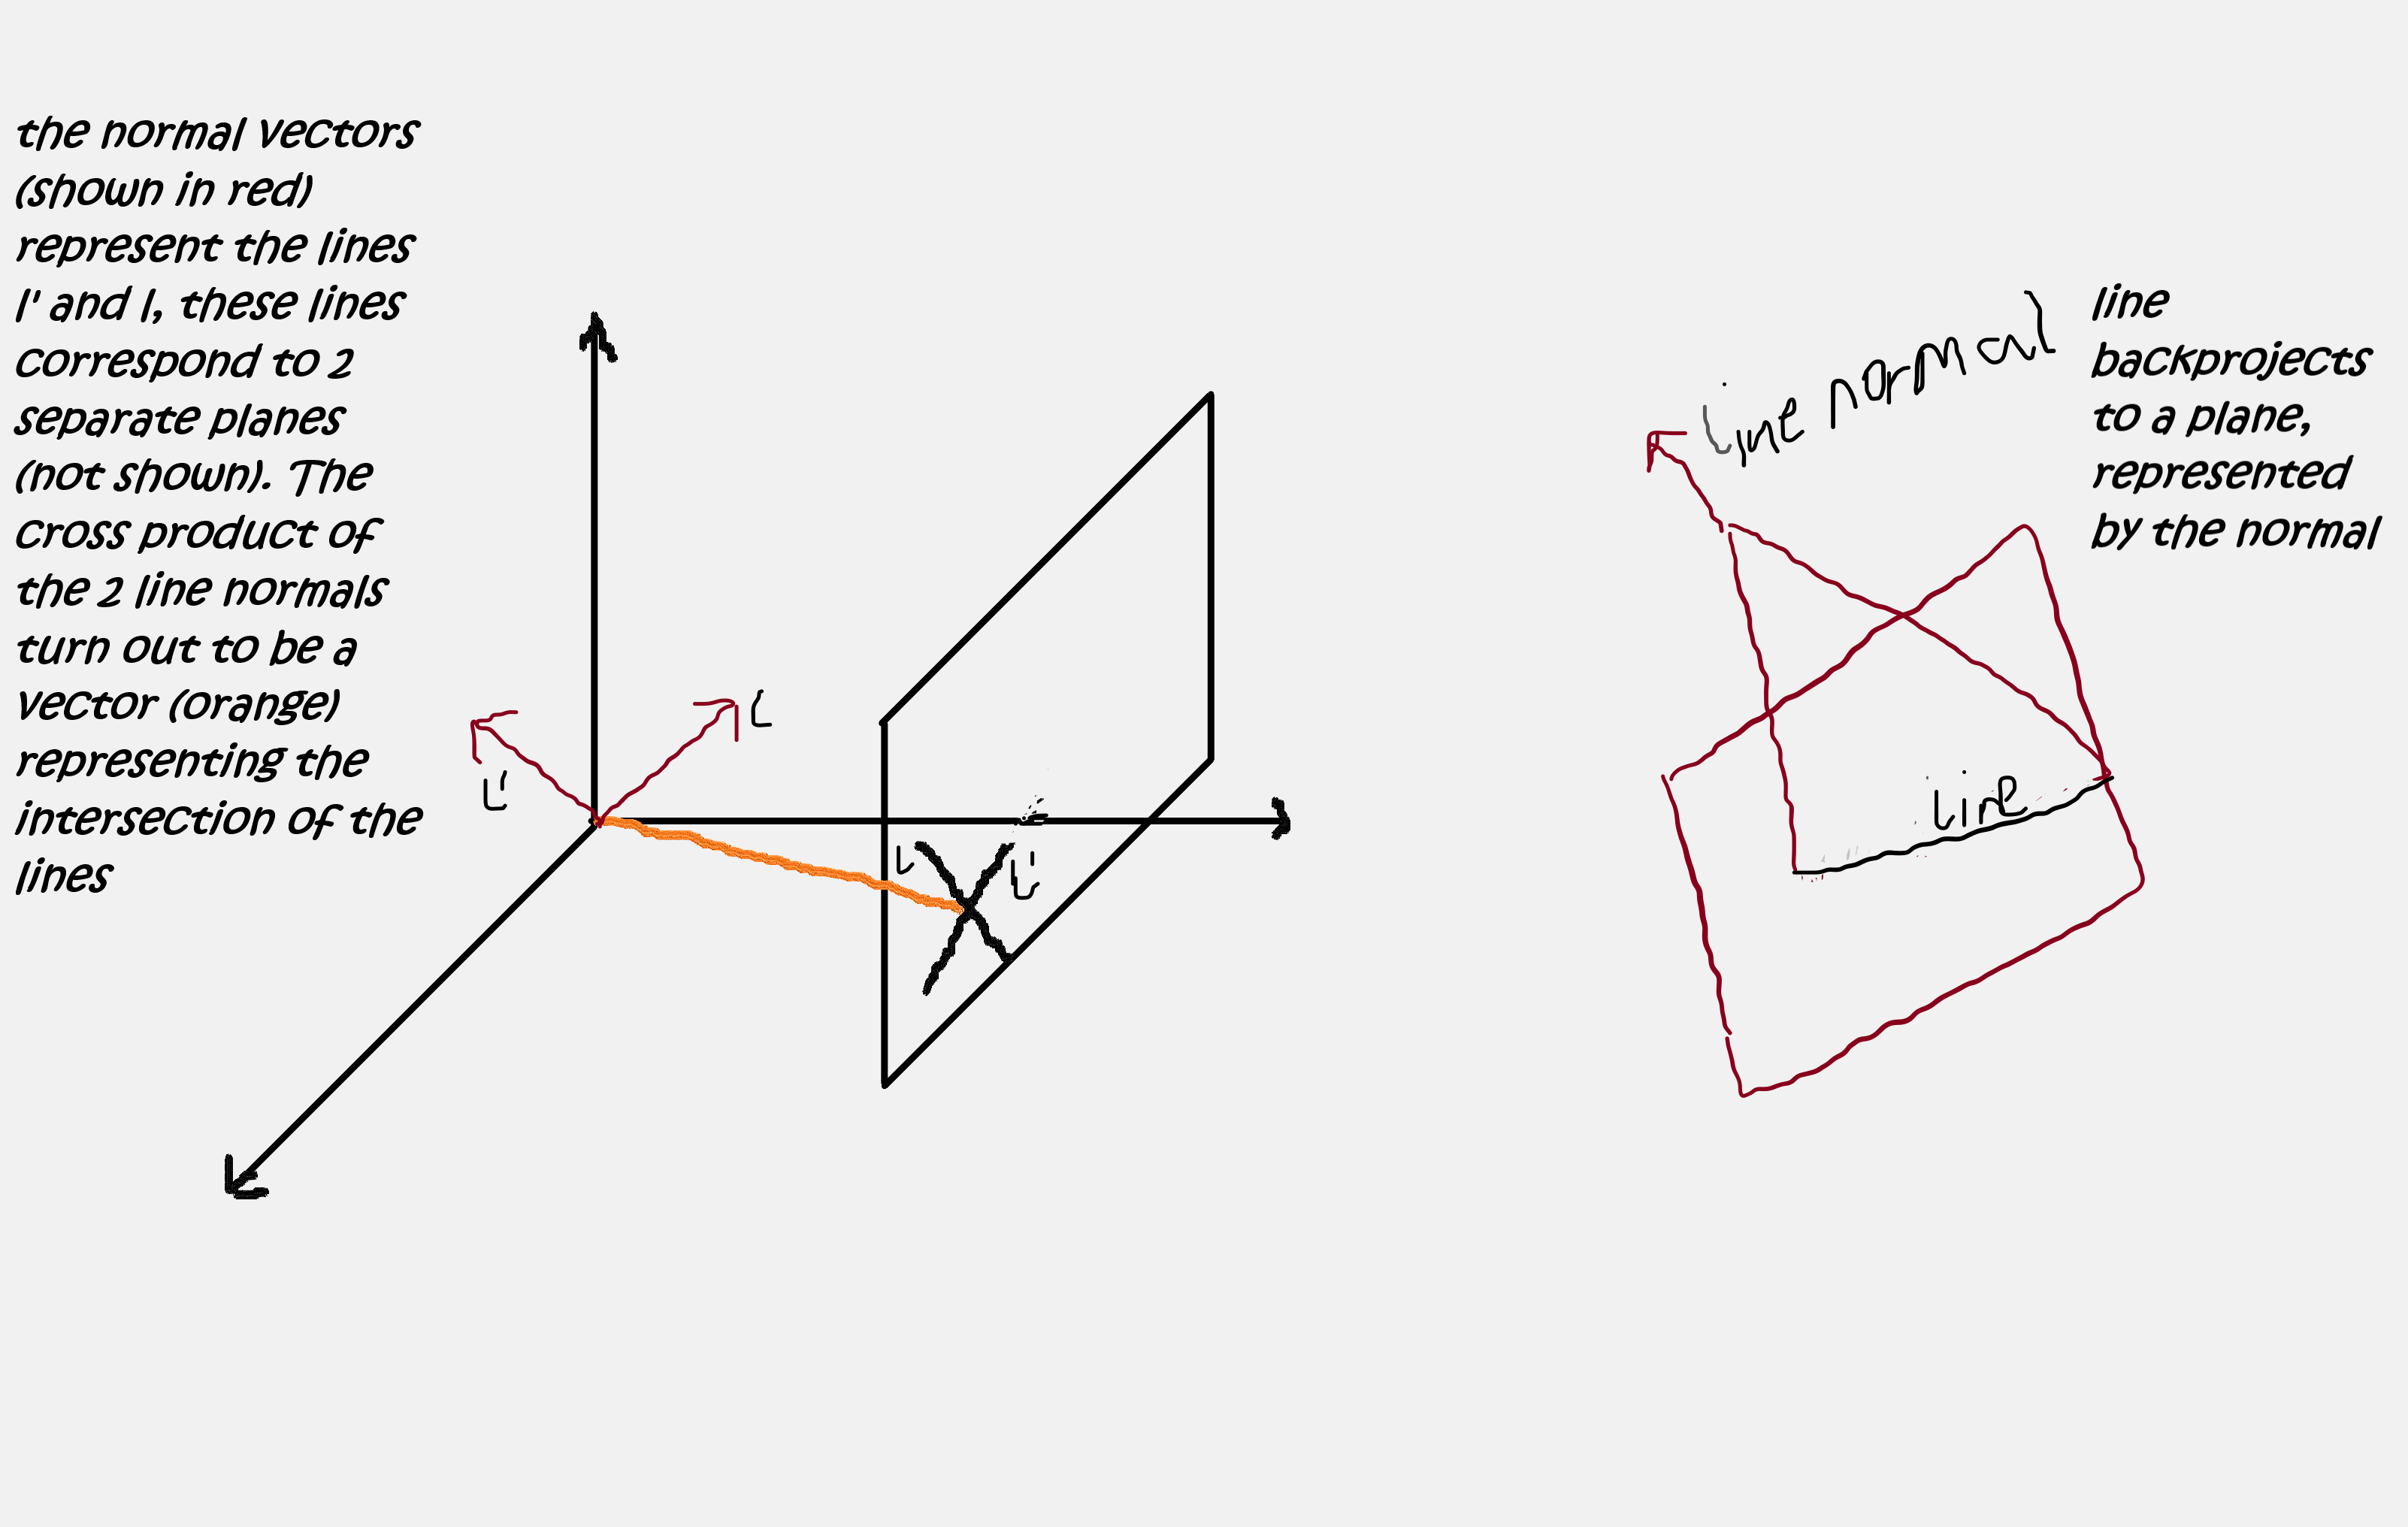 the normal vectors
(shown in red)
represent the lines
l' and l, these lines
correspond to 2
separate planes
(not shown). The
cross product of
the 2 line normals
turn out to be a
vector (orange)
representing the
intersection of the
lines
L'
L
L
L'
line normal
line
backprojects
to a plane,
represented
by the normal
line